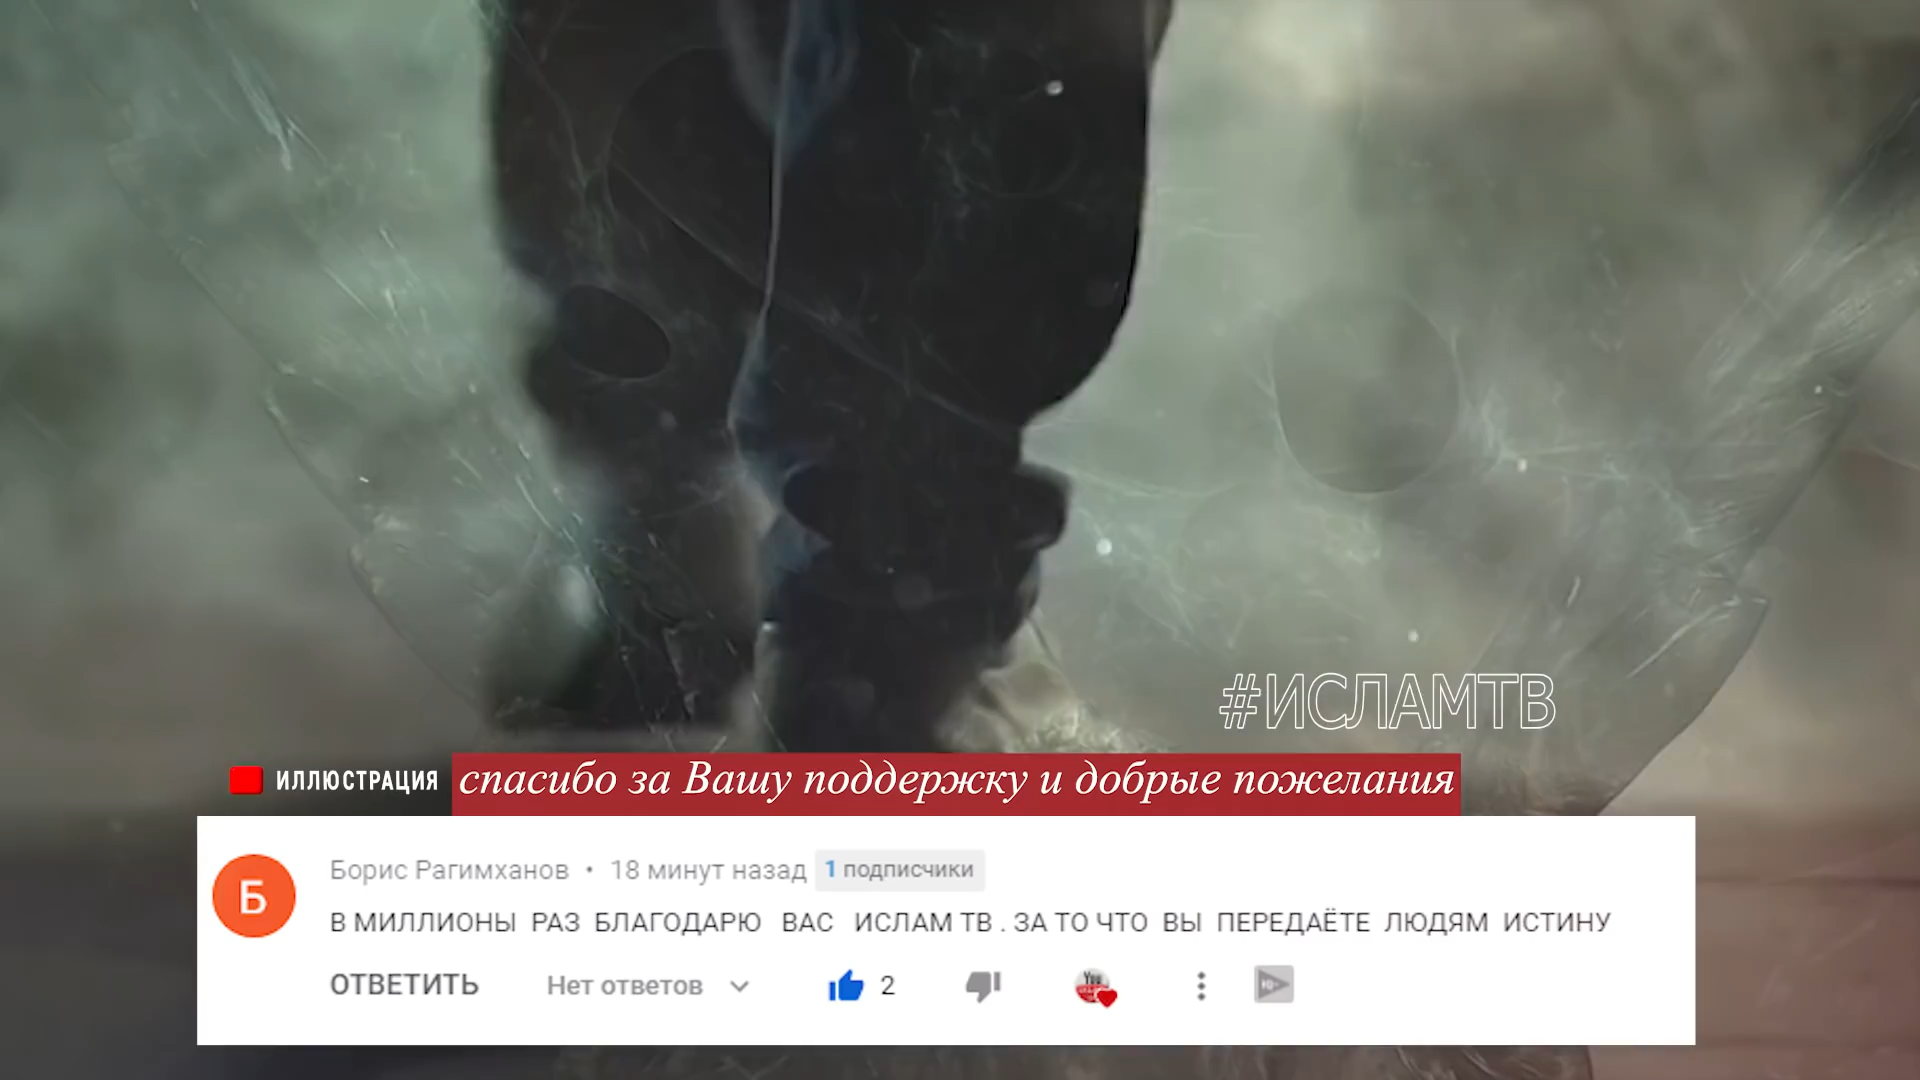 #ИСЛАМТВ
ИЛЛЮСТРАЦИЯ спасибо за Вашу поддержку и добрые пожелания
Борис Рагимханов • 18 минут назад 1 подписчики
Б
В МИЛЛИОНЫ РАЗ БЛАГОДАРЮ ВАС ИСЛАМ ТВ . ЗА ТО ЧТО ВЫ ПЕРЕДАЁТЕ ЛЮДЯМ ИСТИНУ
ОТВЕТИТЬ Нет ответов 2